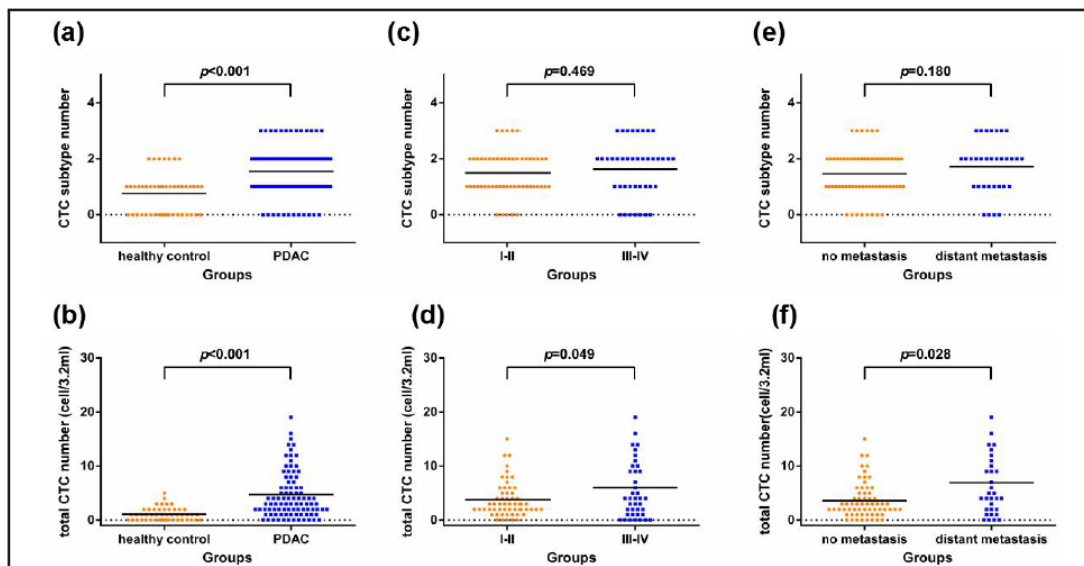 (a)
p<0.001
CTC subtype number
4
2
0
healthy control
PDAC
Groups
(c)
p=0.469
CTC subtype number
4
2
0
I-II
III-IV
Groups
(e)
p=0.180
CTC subtype number
4
2
0
no metastasis
distant metastasis
Groups
(b)
p<0.001
total CTC number (cell/3.2ml)
30
20
10
0
healthy control
PDAC
Groups
(d)
p=0.049
total CTC number (cell/3.2ml)
30
20
10
0
I-II
III-IV
Groups
(f)
p=0.028
total CTC number(cell/3.2ml)
30
20
10
0
no metastasis
distant metastasis
Groups